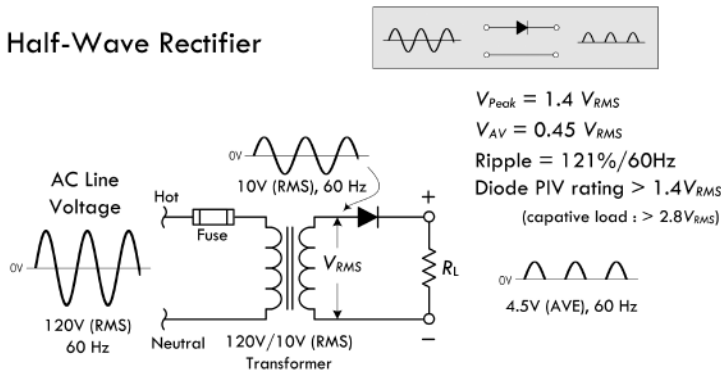 Half-Wave Rectifier
VPeak = 1.4 VRMS
VAV = 0.45 VRMS
Ripple = 121%/60Hz
Diode PIV rating > 1.4VRMS
(capative load : > 2.8VRMS)
0V
10V (RMS), 60 Hz
AC Line
Voltage
0V
120V (RMS)
60 Hz
Hot
Fuse
Neutral
VRMS
120V/10V (RMS)
Transformer
+
RL
−
0V
4.5V (AVE), 60 Hz